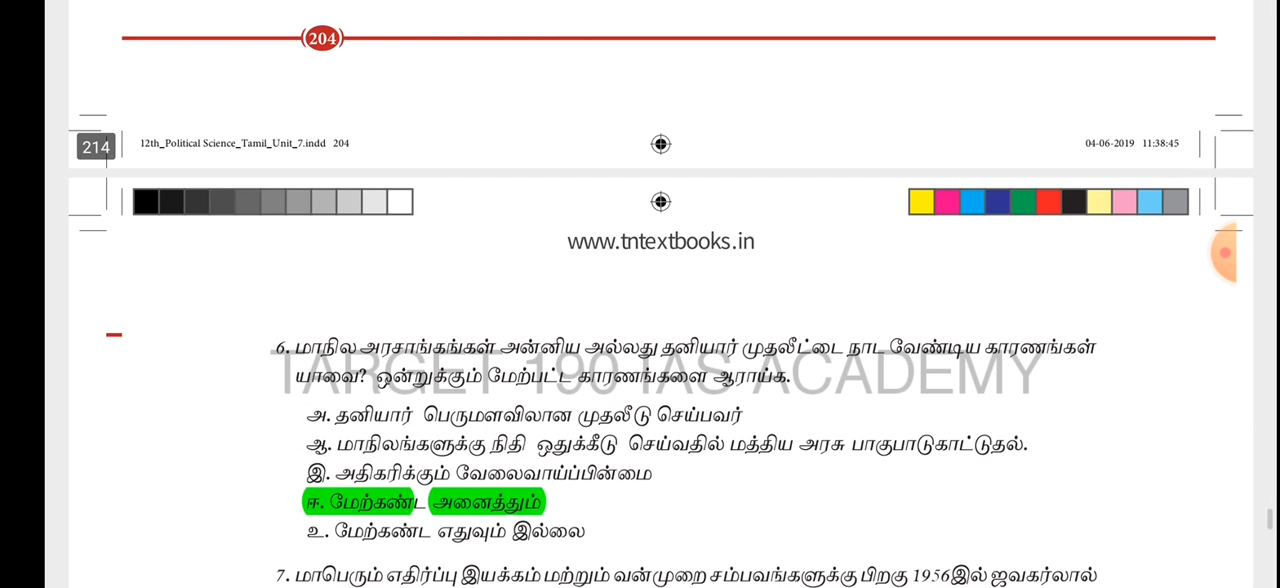 204
214
12th_Political Science_Tamil_Unit_7.indd 204
04-06-2019 11:38:45
www.tntextbooks.in
TARGET 190 IAS ACADEMY
6. மாநில அரசாங்கங்கள் அன்னிய அல்லது தனியார் முதலீட்டை நாட வேண்டிய காரணங்கள்
யாவை? ஒன்றுக்கும் மேற்பட்ட காரணங்களை ஆராய்க.
அ. தனியார் பெருமளவிலான முதலீடு செய்பவர்
ஆ. மாநிலங்களுக்கு நிதி ஒதுக்கீடு செய்வதில் மத்திய அரசு பாகுபாடுகாட்டுதல்.
இ. அதிகரிக்கும் வேலைவாய்ப்பின்மை
ஈ. மேற்கண்ட அனைத்தும்
உ. மேற்கண்ட எதுவும் இல்லை
7. மாபெரும் எதிர்ப்பு இயக்கம் மற்றும் வன்முறை சம்பவங்களுக்கு பிறகு 1956இல் ஜவகர்லால்